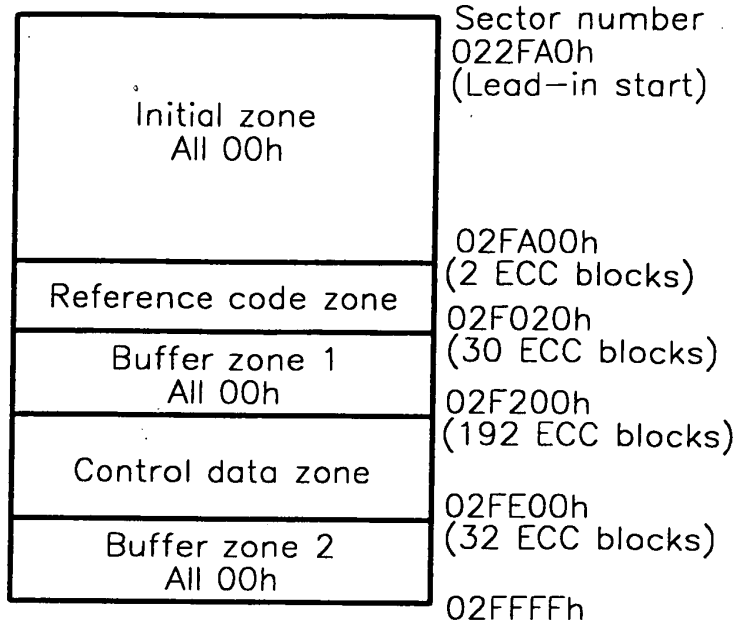 Sector number
022FA0h
(Lead-in start)
Initial zone
All 00h
02FA00h
(2 ECC blocks)
Reference code zone
02F020h
(30 ECC blocks)
Buffer zone 1
All 00h
02F200h
(192 ECC blocks)
Control data zone
02FE00h
(32 ECC blocks)
Buffer zone 2
All 00h
02FFFFh